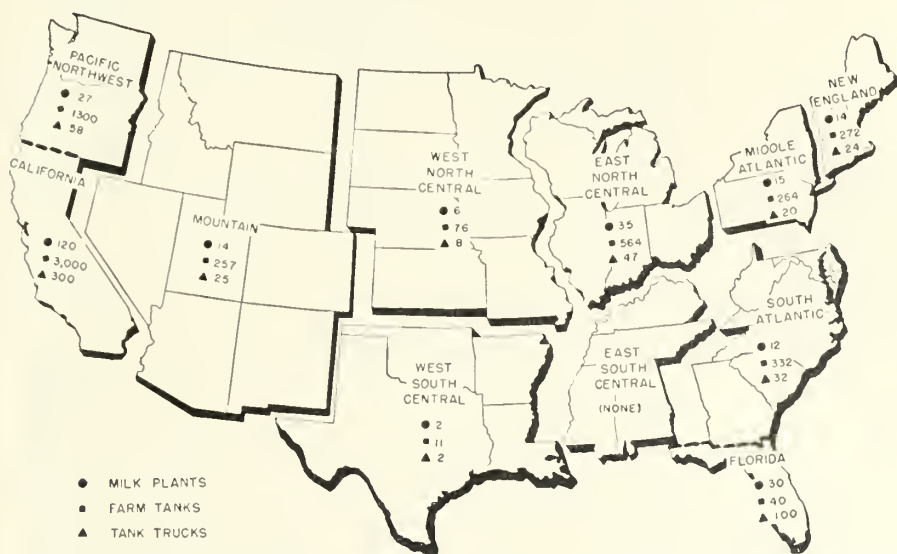 PACIFIC
NORTHWEST
● 27
■ 1300
▲ 58
CALIFORNIA
● 120
■ 3,000
▲ 300
MOUNTAIN
● 14
■ 257
▲ 25
WEST
NORTH
CENTRAL
● 6
■ 76
▲ 8
WEST
SOUTH
CENTRAL
● 2
■ 11
▲ 2
EAST
NORTH
CENTRAL
● 35
■ 564
▲ 47
EAST
SOUTH
CENTRAL
(NONE)
MIDDLE
ATLANTIC
● 15
■ 264
▲ 20
NEW
ENGLAND
● 14
■ 272
▲ 24
SOUTH
ATLANTIC
● 12
■ 332
▲ 32
FLORIDA
● 30
■ 40
▲ 100
● MILK PLANTS
■ FARM TANKS
▲ TANK TRUCKS